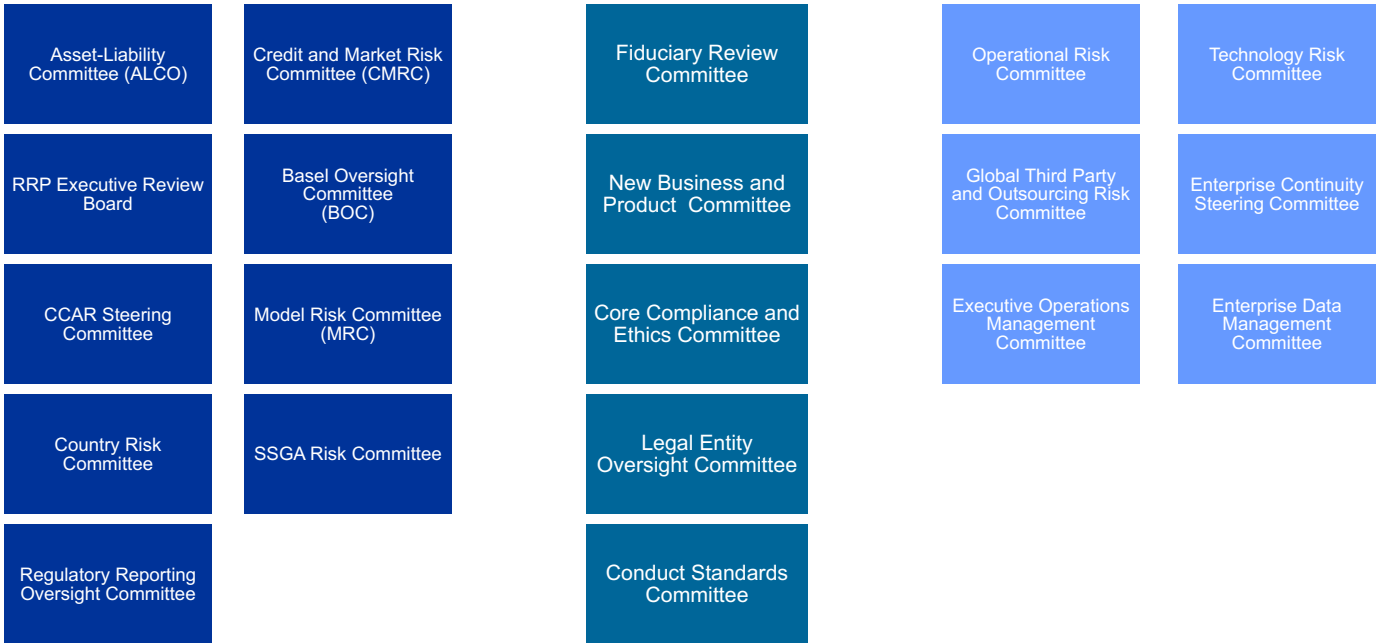 Asset-Liability
Committee (ALCO)
Credit and Market Risk
Committee (CMRC)
Fiduciary Review
Committee
Operational Risk
Committee
Technology Risk
Committee
RRP Executive Review
Board
Basel Oversight
Committee
(BOC)
New Business and
Product Committee
Global Third Party
and Outsourcing Risk
Committee
Enterprise Continuity
Steering Committee
CCAR Steering
Committee
Model Risk Committee
(MRC)
Core Compliance and
Ethics Committee
Executive Operations
Management
Committee
Enterprise Data
Management
Committee
Country Risk
Committee
SSGA Risk Committee
Legal Entity
Oversight Committee
Regulatory Reporting
Oversight Committee
Conduct Standards
Committee